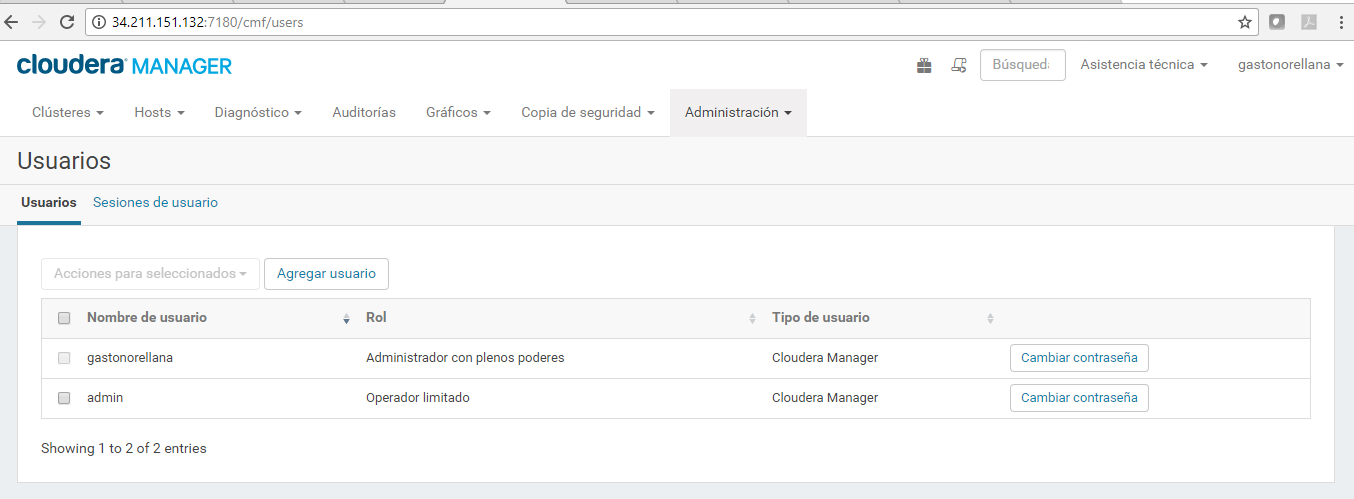 34.211.151.132:7180/cmf/users
cloudera MANAGER
Búsqueda
Asistencia técnica
gastonorellana
Clústeres
Hosts
Diagnóstico
Auditorías
Gráficos
Copia de seguridad
Administración
Usuarios
Usuarios Sesiones de usuario
Acciones para seleccionados Agregar usuario
Nombre de usuario Rol Tipo de usuario
gastonorellana Administrador con plenos poderes Cloudera Manager Cambiar contraseña
admin Operador limitado Cloudera Manager Cambiar contraseña
Showing 1 to 2 of 2 entries